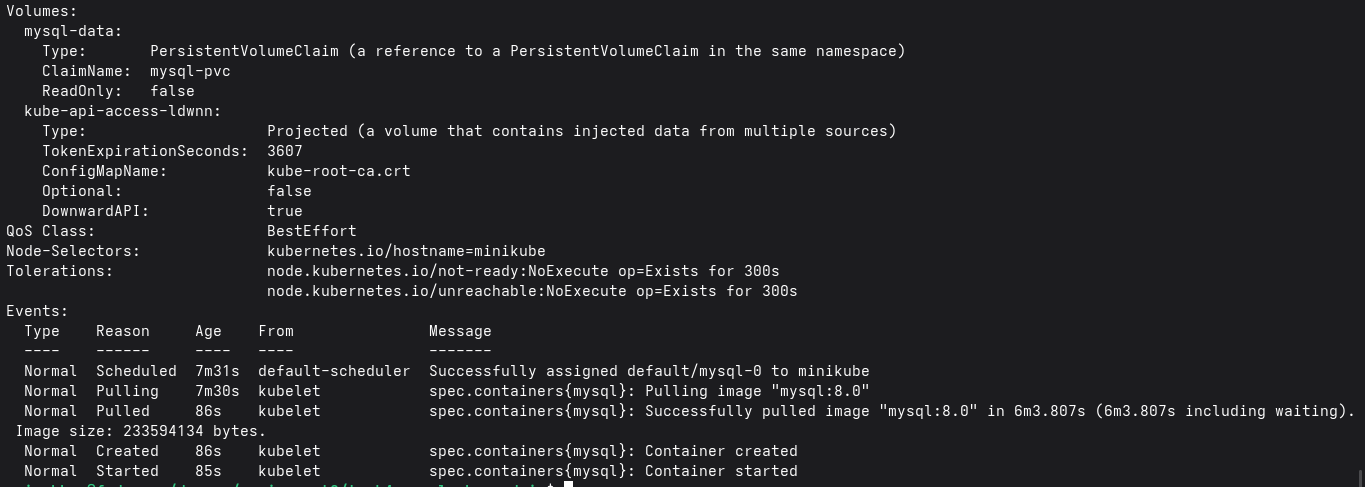 Volumes:
  mysql-data:
    Type:       PersistentVolumeClaim (a reference to a PersistentVolumeClaim in the same namespace)
    ClaimName:  mysql-pvc
    ReadOnly:   false
  kube-api-access-ldwnn:
    Type:                    Projected (a volume that contains injected data from multiple sources)
    TokenExpirationSeconds:  3607
    ConfigMapName:           kube-root-ca.crt
    Optional:                false
    DownwardAPI:             true
QoS Class:                   BestEffort
Node-Selectors:              kubernetes.io/hostname=minikube
Tolerations:                 node.kubernetes.io/not-ready:NoExecute op=Exists for 300s
                             node.kubernetes.io/unreachable:NoExecute op=Exists for 300s
Events:
  Type    Reason     Age    From               Message
  ----    ------     ----   ----               -------
  Normal  Scheduled  7m31s  default-scheduler  Successfully assigned default/mysql-0 to minikube
  Normal  Pulling    7m30s  kubelet            spec.containers{mysql}: Pulling image "mysql:8.0"
  Normal  Pulled     86s    kubelet            spec.containers{mysql}: Successfully pulled image "mysql:8.0" in 6m3.807s (6m3.807s including waiting).
 Image size: 233594134 bytes.
  Normal  Created    86s    kubelet            spec.containers{mysql}: Container created
  Normal  Started    85s    kubelet            spec.containers{mysql}: Container started